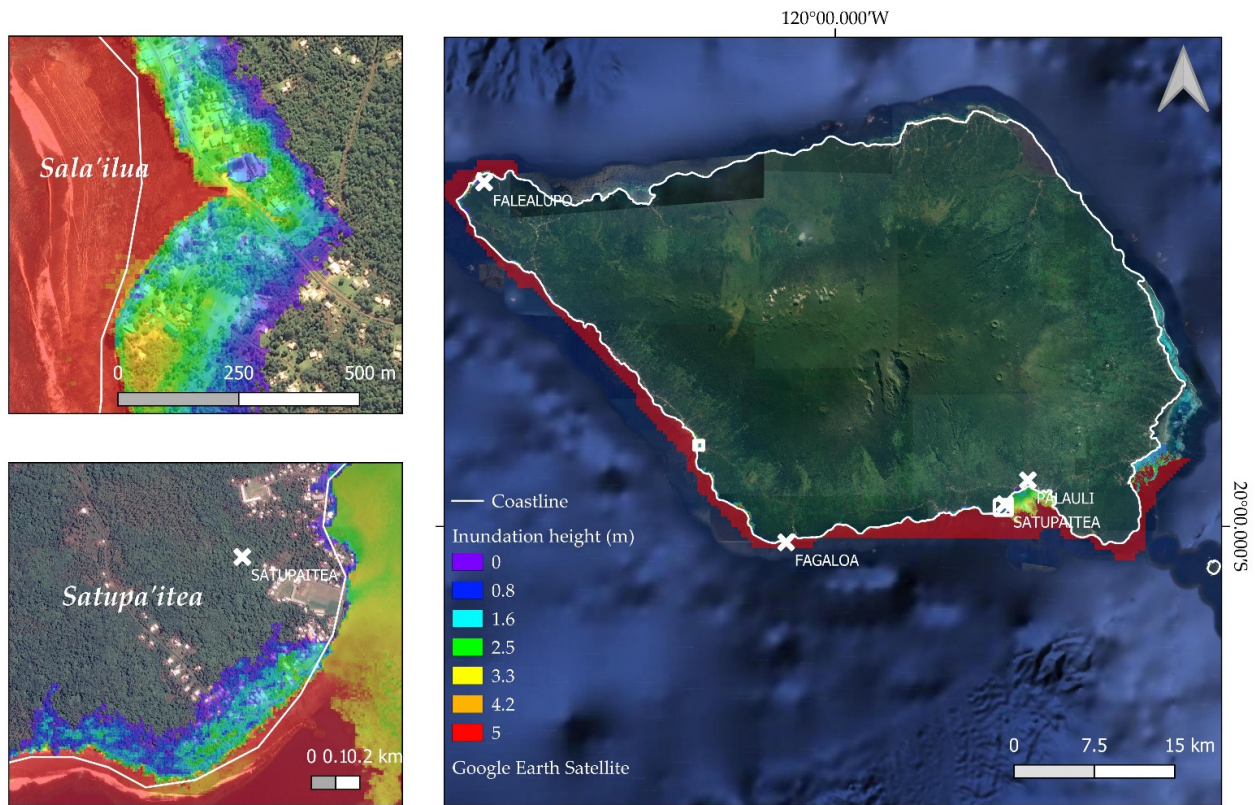 Sala'ilua
0 250 500 m
SATUPAITEA
Satupa'itea
0 0.10.2 km
120°00.000'W
FALEALUPO
PALAULI
SATUPAITEA
FAGALOA
20°00.000'S
Coastline
Inundation height (m)
0
0.8
1.6
2.5
3.3
4.2
5
Google Earth Satellite
0 7.5 15 km